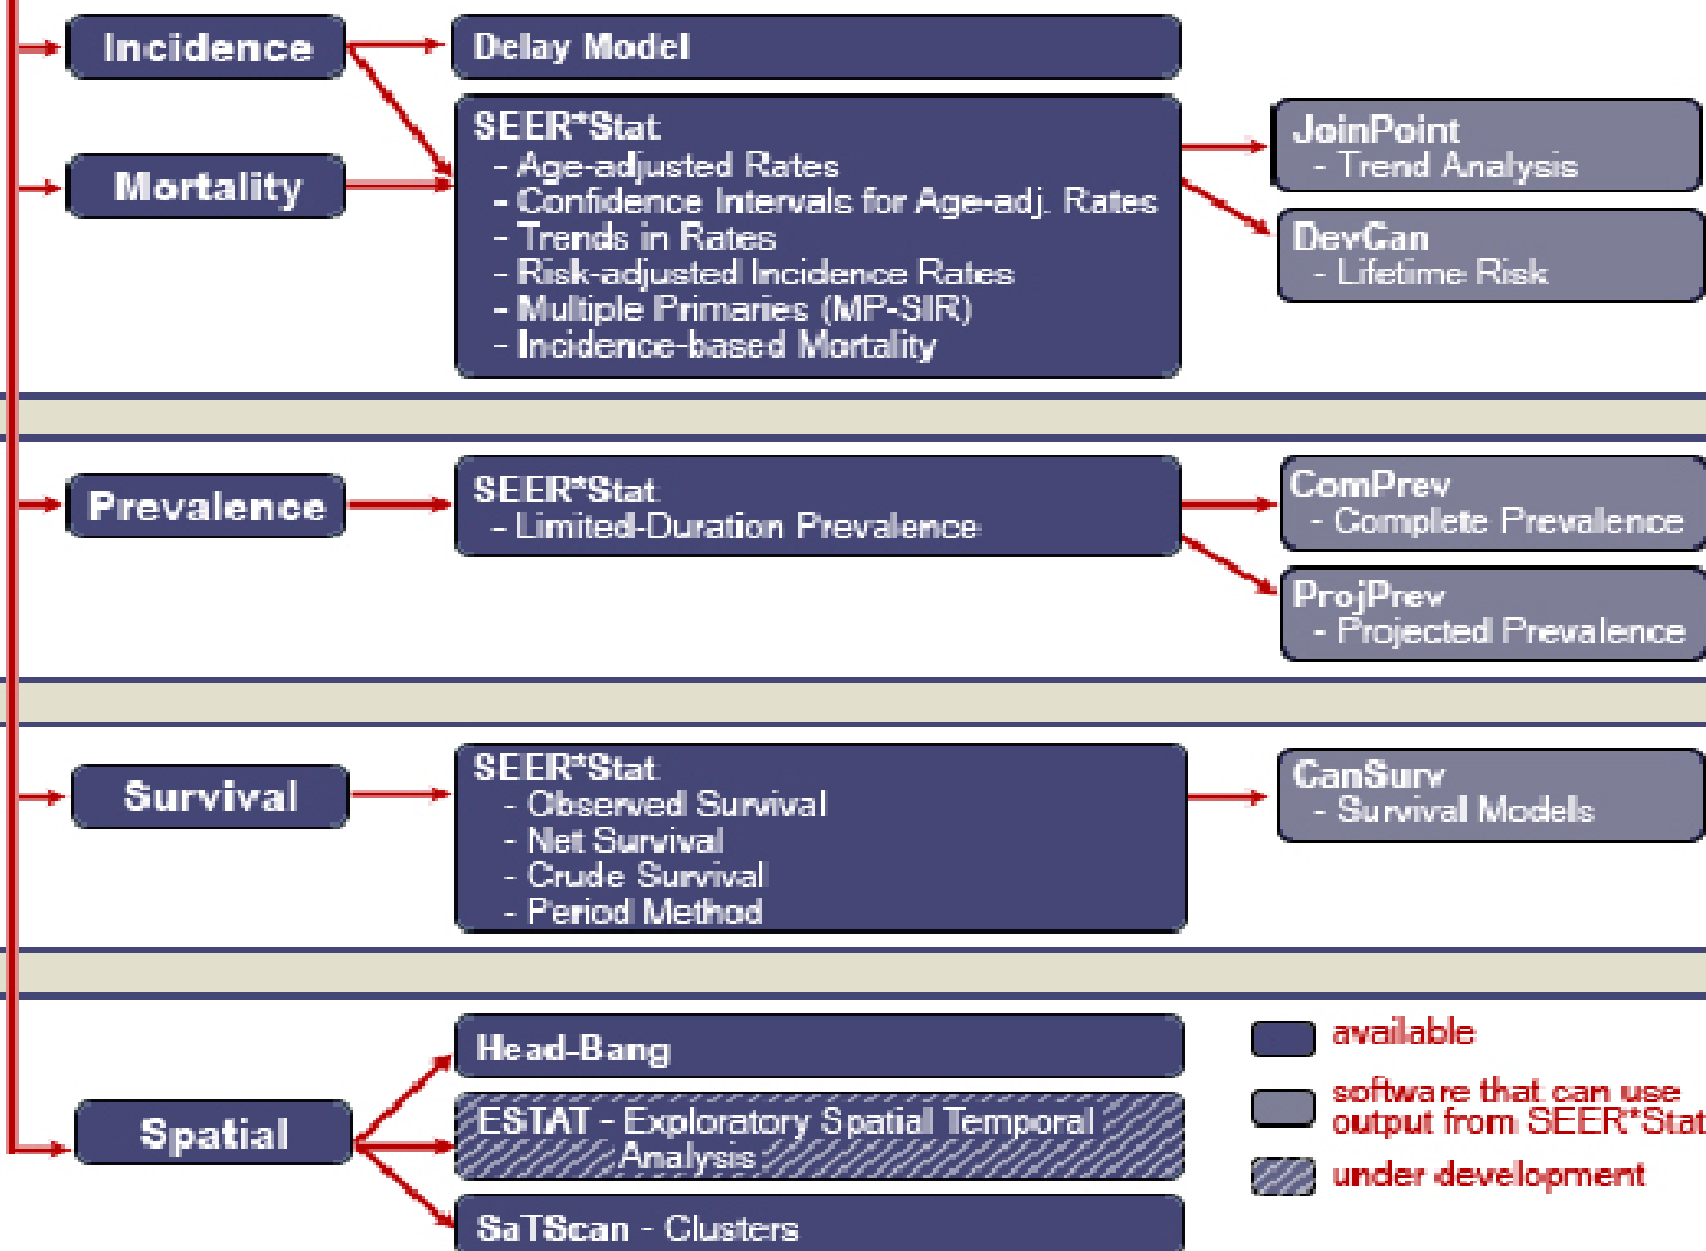 Incidence
Delay Model
Mortality
SEER*Stat
- Age-adjusted Rates
- Confidence Intervals for Age-adj. Rates
- Trends in Rates
- Risk-adjusted Incidence Rates
- Multiple Primaries (MP-SIR)
- Incidence-based Mortality
JoinPoint
- Trend Analysis
DevCan
- Lifetime Risk
Prevalence
SEER*Stat
- Limited-Duration Prevalence
ComPrev
- Complete Prevalence
ProjPrev
- Projected Prevalence
Survival
SEER*Stat
- Observed Survival
- Net Survival
- Crude Survival
- Period Method
CanSurv
- Survival Models
Spatial
Head-Bang
ESTAT - Exploratory Spatial Temporal
Analysis
SaTScan - Clusters
available
software that can use
output from SEER*Stat
under development